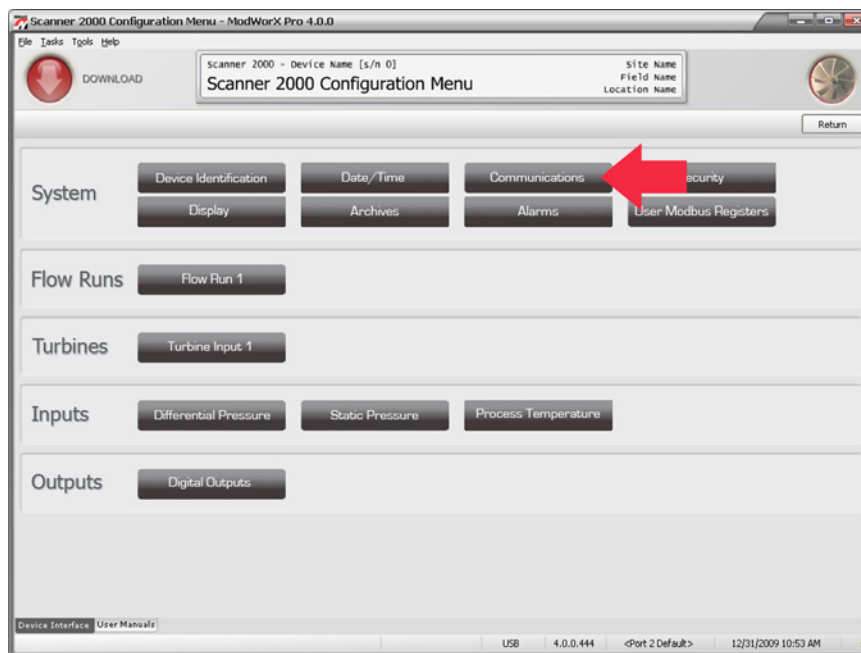 Scanner 2000 Configuration Menu - ModWorX Pro 4.0.0
File Tasks Tools Help
DOWNLOAD
Scanner 2000 - Device Name [s/n 0]
Scanner 2000 Configuration Menu
Site Name
Field Name
Location Name
Return
System
Device Identification Date/Time Communications ecurity
Display Archives Alarms User Modbus Registers
Flow Runs Flow Run 1
Turbines Turbine Input 1
Inputs Differential Pressure Static Pressure Process Temperature
Outputs Digital Outputs
Device Interface User Manuals
USB 4.0.0.444 <Port 2 Default> 12/31/2009 10:53 AM